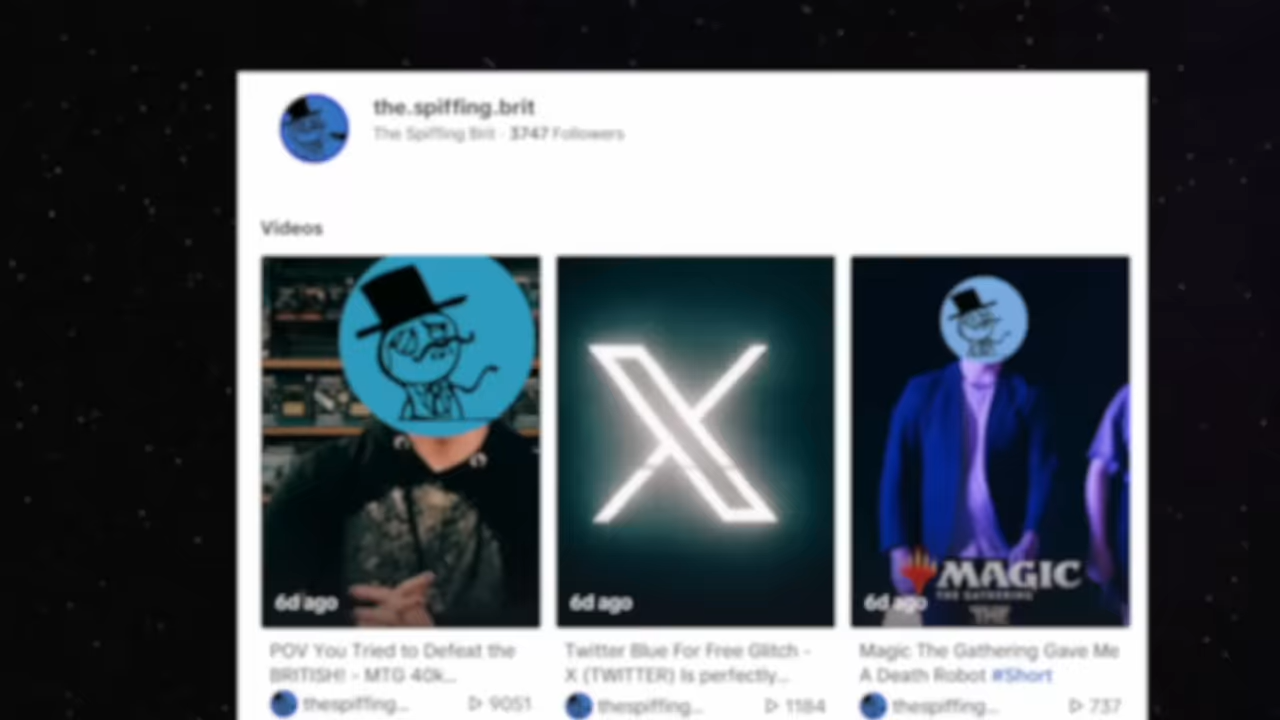 the.spiffing.brit
The Spiffing Brit · 3747 Followers
Videos
6d ago
6d ago
MAGIC
THE GATHERING
6d ago
THE
POV You Tried to Defeat the
BRITISH! - MTG 40k...
thespiffing... 9051
Twitter Blue For Free Glitch -
X (TWITTER) Is perfectly...
thespiffing... 1184
Magic The Gathering Gave Me
A Death Robot #Short
thespiffing... 737